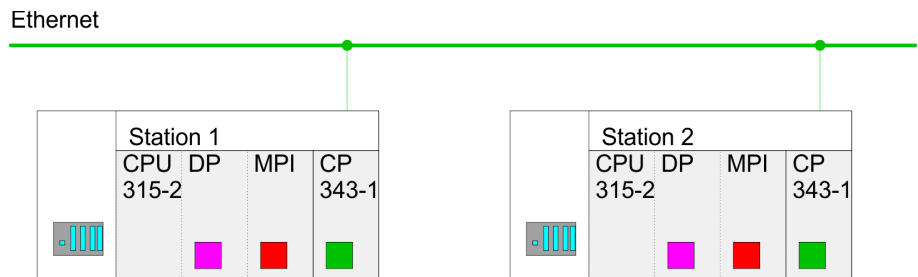 Ethernet
Station 1
CPU DP MPI CP
315-2 343-1
Station 2
CPU DP MPI CP
315-2 343-1